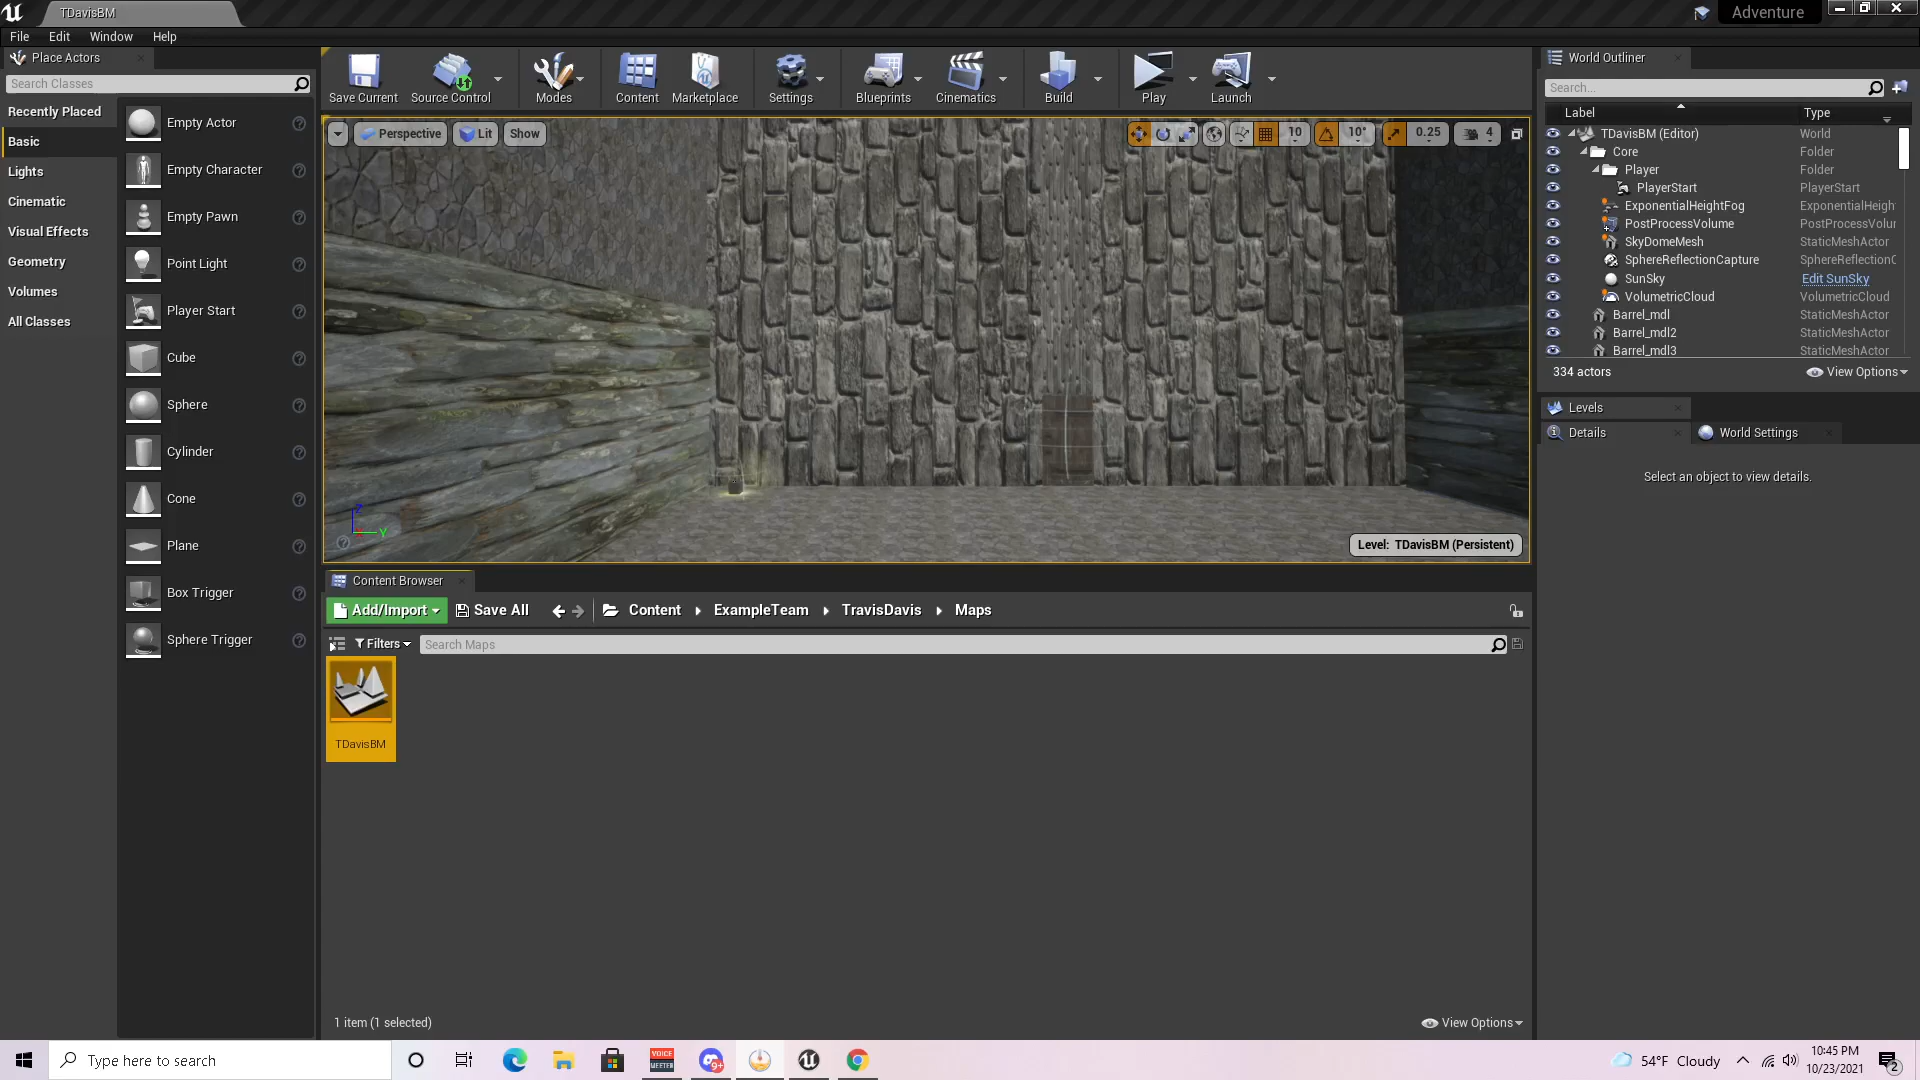 TDavisBM
Adventure
File Edit Window Help
Place Actors
Search Classes
Recently Placed
Basic
Lights
Cinematic
Visual Effects
Geometry
Volumes
All Classes
Empty Actor
Empty Character
Empty Pawn
Point Light
Player Start
Cube
Sphere
Cylinder
Cone
Plane
Box Trigger
Sphere Trigger
Save Current Source Control Modes Content Marketplace Settings Blueprints Cinematics Build Play Launch
Perspective Lit Show
10 10° 0.25 4
Z
X Y
Level: TDavisBM (Persistent)
Content Browser
Add/Import Save All Content ExampleTeam TravisDavis Maps
Filters Search Maps
TDavisBM
1 item (1 selected) View Options
World Outliner
Search...
Label Type
TDavisBM (Editor) World
Core Folder
Player Folder
PlayerStart PlayerStart
ExponentialHeightFog ExponentialHeigh
PostProcessVolume PostProcessVolu
SkyDomeMesh StaticMeshActor
SphereReflectionCapture SphereReflectionC
SunSky Edit SunSky
VolumetricCloud VolumetricCloud
Barrel_mdl StaticMeshActor
Barrel_mdl2 StaticMeshActor
Barrel_mdl3 StaticMeshActor
334 actors View Options
Levels
Details World Settings
Select an object to view details.
Type here to search
VOICE
MEETER
9+
54°F Cloudy
10:45 PM
10/23/2021
2